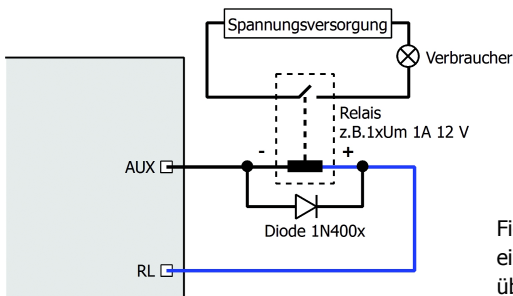 Spannungsversorgung
Verbraucher
Relais
z.B.1xUm 1A 12 V
- +
AUX
Diode 1N400x
RL
Fi
ei
üb